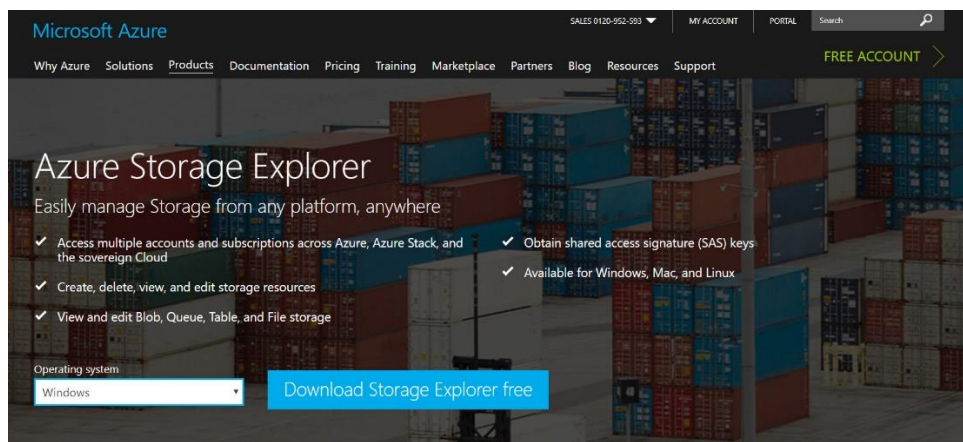 SALES 0120-952-593
MY ACCOUNT
PORTAL
Search
Microsoft Azure
FREE ACCOUNT
Why Azure Solutions Products Documentation Pricing Training Marketplace Partners Blog Resources Support
Azure Storage Explorer
Easily manage Storage from any platform, anywhere
Access multiple accounts and subscriptions across Azure, Azure Stack, and
the sovereign Cloud
Create, delete, view, and edit storage resources
View and edit Blob, Queue, Table, and File storage
Obtain shared access signature (SAS) keys
Available for Windows, Mac, and Linux
Operating system
Windows
Download Storage Explorer free